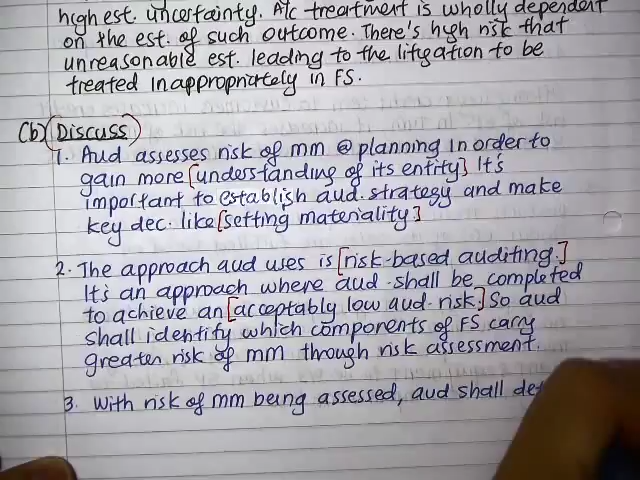 high est. uncertainty. A/c treatment is wholly dependent
on the est. of such outcome. There's high risk that
unreasonable est. leading to the litigation to be
treated inappropriately in FS.
(b) Discuss
1. Aud assesses risk of mm @ planning in order to
gain more [understanding of its entity] It's
important to establish aud. strategy and make
key dec. like [setting materiality]
2. The approach aud uses is [risk-based auditing.]
It's an approach where aud shall be completed
to achieve an [acceptably low aud. risk.] So aud
shall identify which components of FS carry
greater risk of mm through risk assessment.
3. With risk of mm being assessed, aud shall